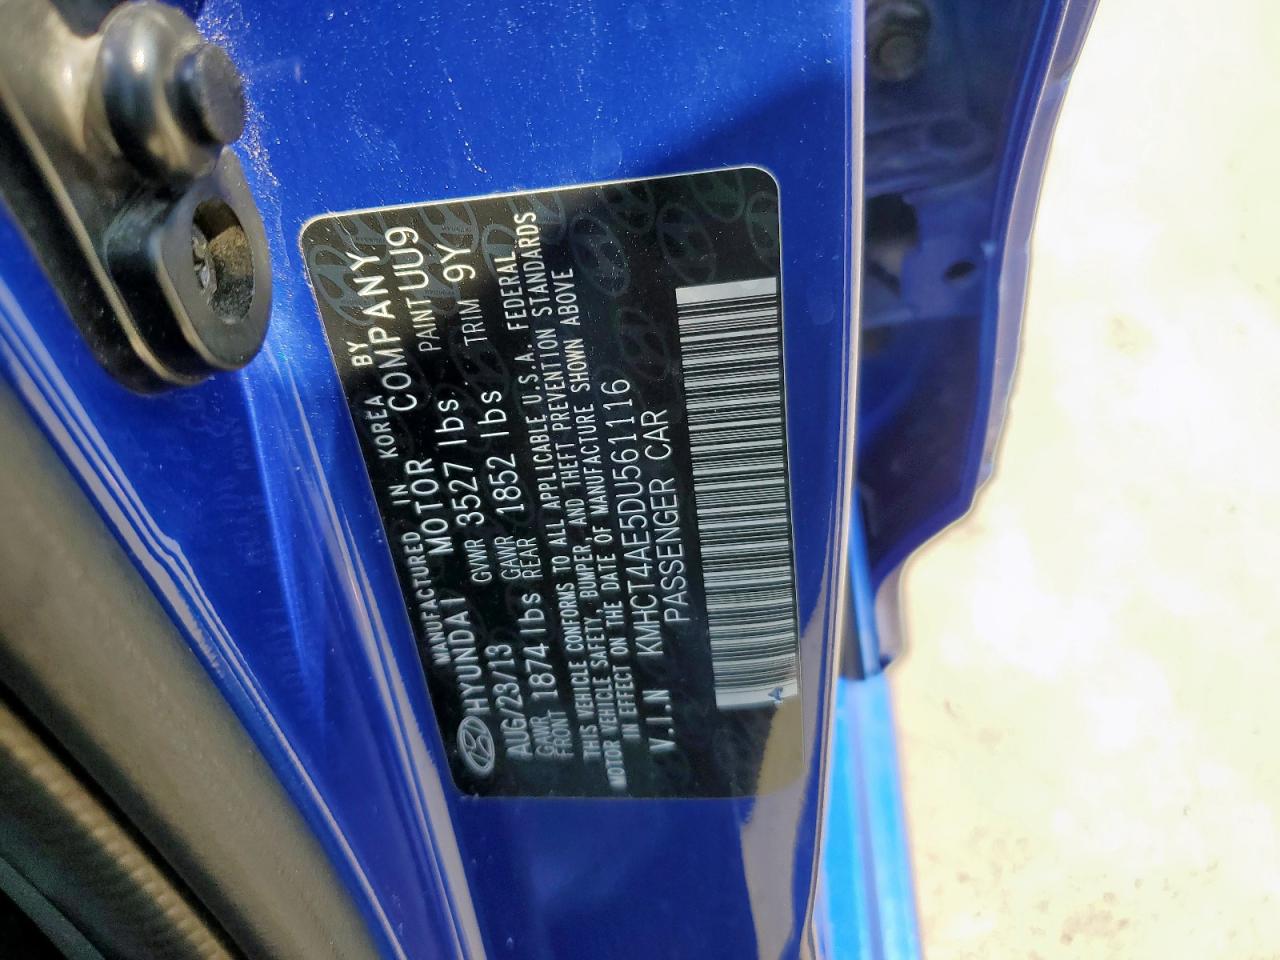 MANUFACTURED IN KOREA BY
HYUNDAI MOTOR COMPANY
AUG/23/13 GVWR 3527 lbs. PAINT UU9
GAWR FRONT 1874 lbs GAWR REAR 1852 lbs TRIM 9Y
THIS VEHICLE CONFORMS TO ALL APPLICABLE U.S.A. FEDERAL
MOTOR VEHICLE SAFETY, BUMPER AND THEFT PREVENTION STANDARDS
IN EFFECT ON THE DATE OF MANUFACTURE SHOWN ABOVE
V.I.N KMHCT4AE5DU561116
PASSENGER CAR
A